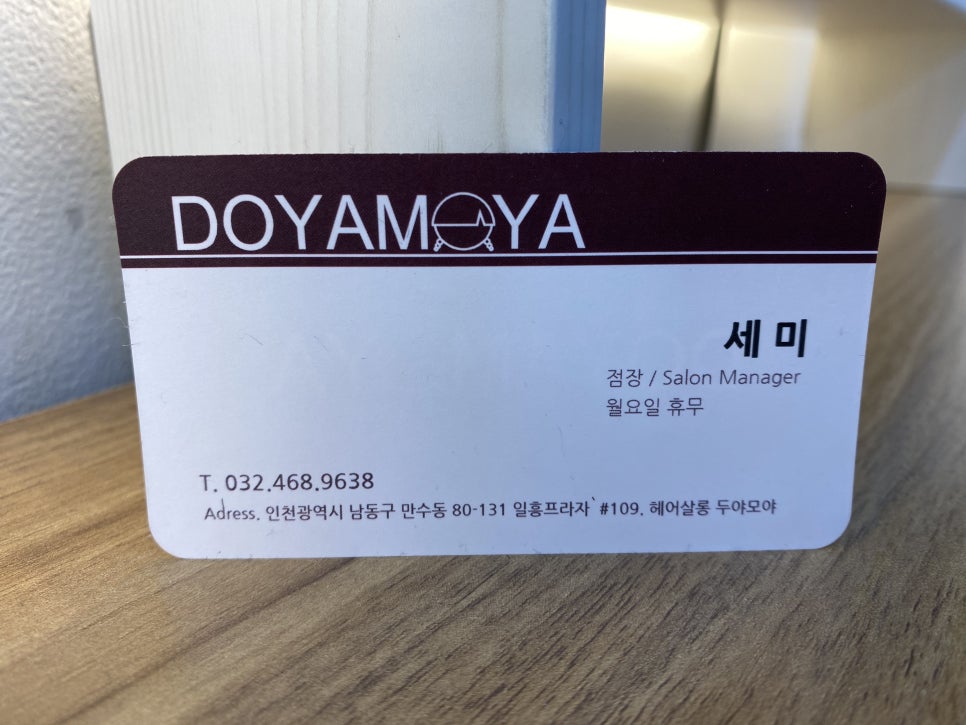 DOYAMOYA
세미
점장 / Salon Manager
월요일 휴무
T. 032.468.9638
Adress. 인천광역시 남동구 만수동 80-131 일흥프라자` #109. 헤어살롱 두야모야